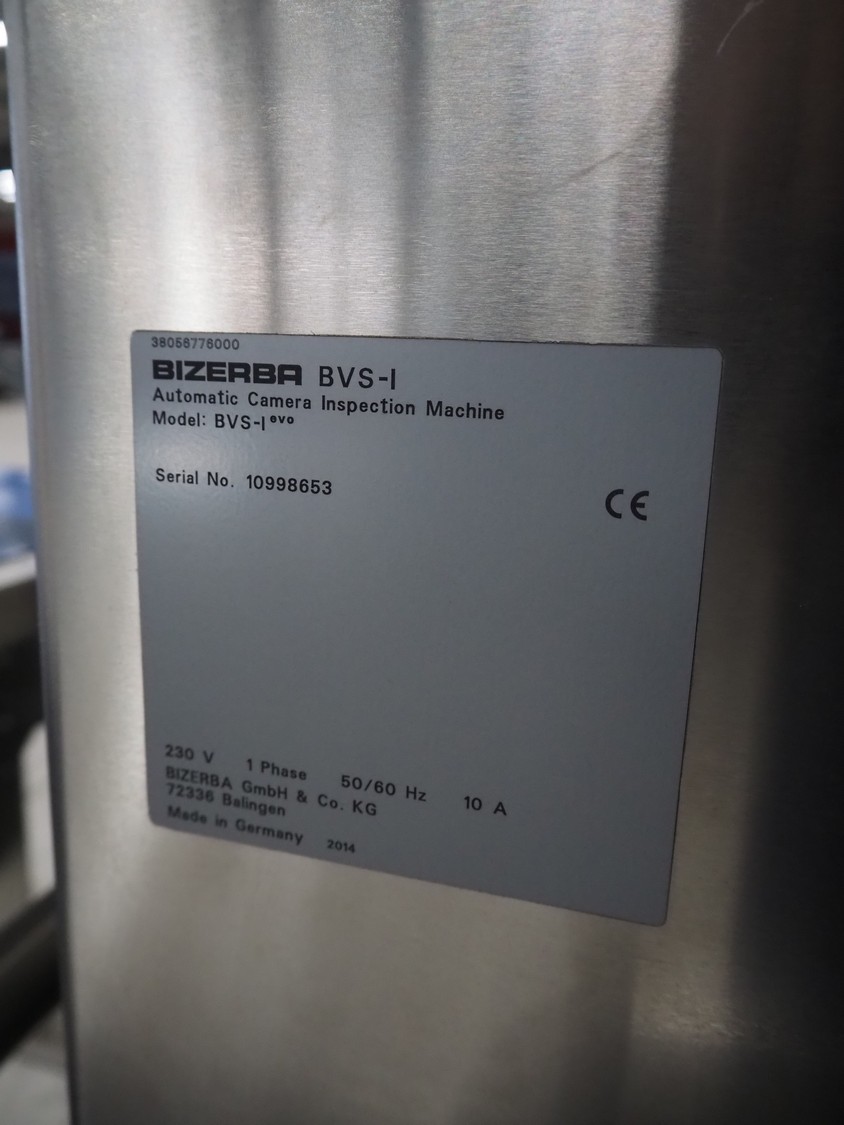 38058776000
BIZERBA BVS-I
Automatic Camera Inspection Machine
Model: BVS-I evo
Serial No. 10998653
CE
230 V 1 Phase 50/60 Hz 10 A
BIZERBA GmbH & Co. KG
72336 Balingen
Made in Germany 2014